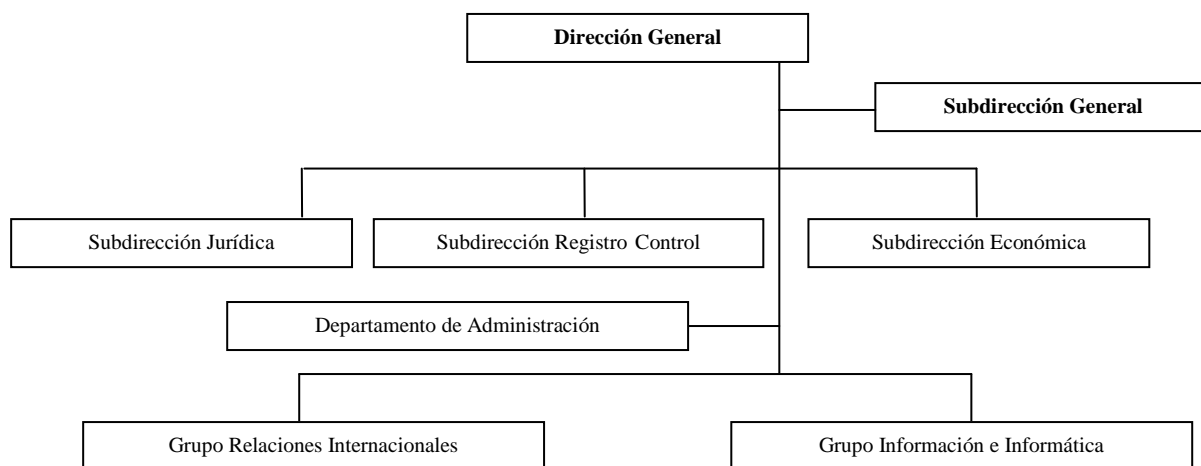 Dirección General
Subdirección General
Subdirección Jurídica
Subdirección Registro Control
Subdirección Económica
Departamento de Administración
Grupo Relaciones Internacionales
Grupo Información e Informática